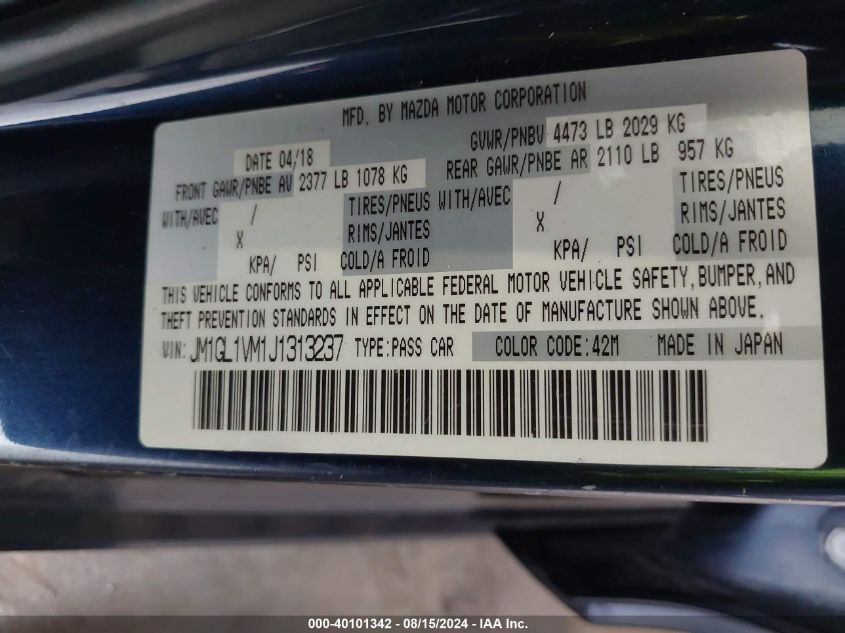 MFD. BY MAZDA MOTOR CORPORATION
DATE 04/18 GVWR/PNBV 4473 LB 2029 KG
FRONT GAWR/PNBE AV 2377 LB 1078 KG REAR GAWR/PNBE AR 2110 LB 957 KG
WITH/AVEC / TIRES/PNEUS WITH/AVEC / TIRES/PNEUS
X RIMS/JANTES X RIMS/JANTES
KPA/ PSI COLD/A FROID KPA/ PSI COLD/A FROID
THIS VEHICLE CONFORMS TO ALL APPLICABLE FEDERAL MOTOR VEHICLE SAFETY, BUMPER, AND
THEFT PREVENTION STANDARDS IN EFFECT ON THE DATE OF MANUFACTURE SHOWN ABOVE.
VIN: JM1GL1VM1J1313237 TYPE:PASS CAR COLOR CODE:42M MADE IN JAPAN
000-40101342 - 08/15/2024 - IAA Inc.